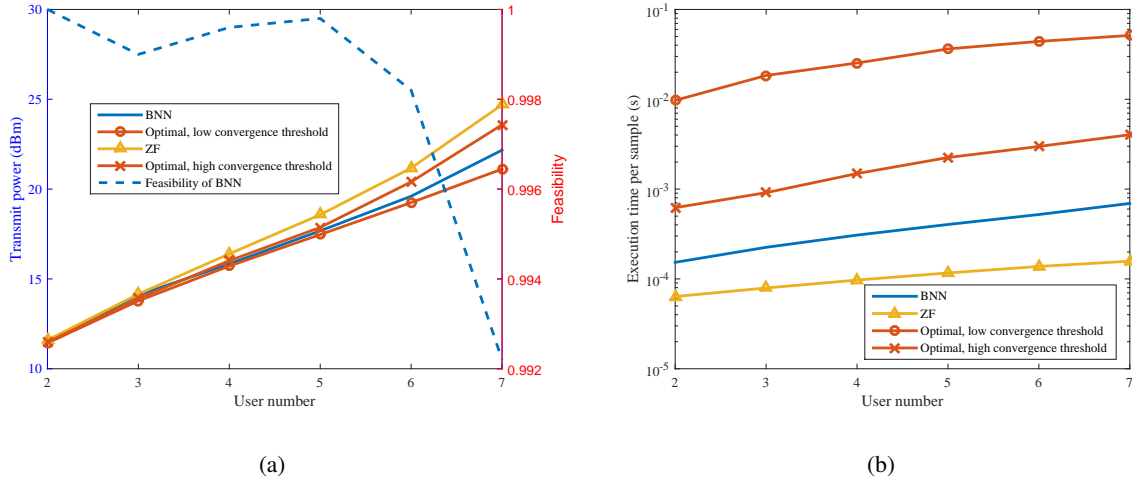 30
25
20
15
10
Transmit power (dBm)
BNN
Optimal, low convergence threshold
ZF
Optimal, high convergence threshold
Feasibility of BNN
1
0.998
0.996
0.994
0.992
Feasibility
2 3 4 5 6 7
User number
(a)
10-1
10-2
10-3
10-4
10-5
Execution time per sample (s)
BNN
ZF
Optimal, low convergence threshold
Optimal, high convergence threshold
2 3 4 5 6 7
User number
(b)